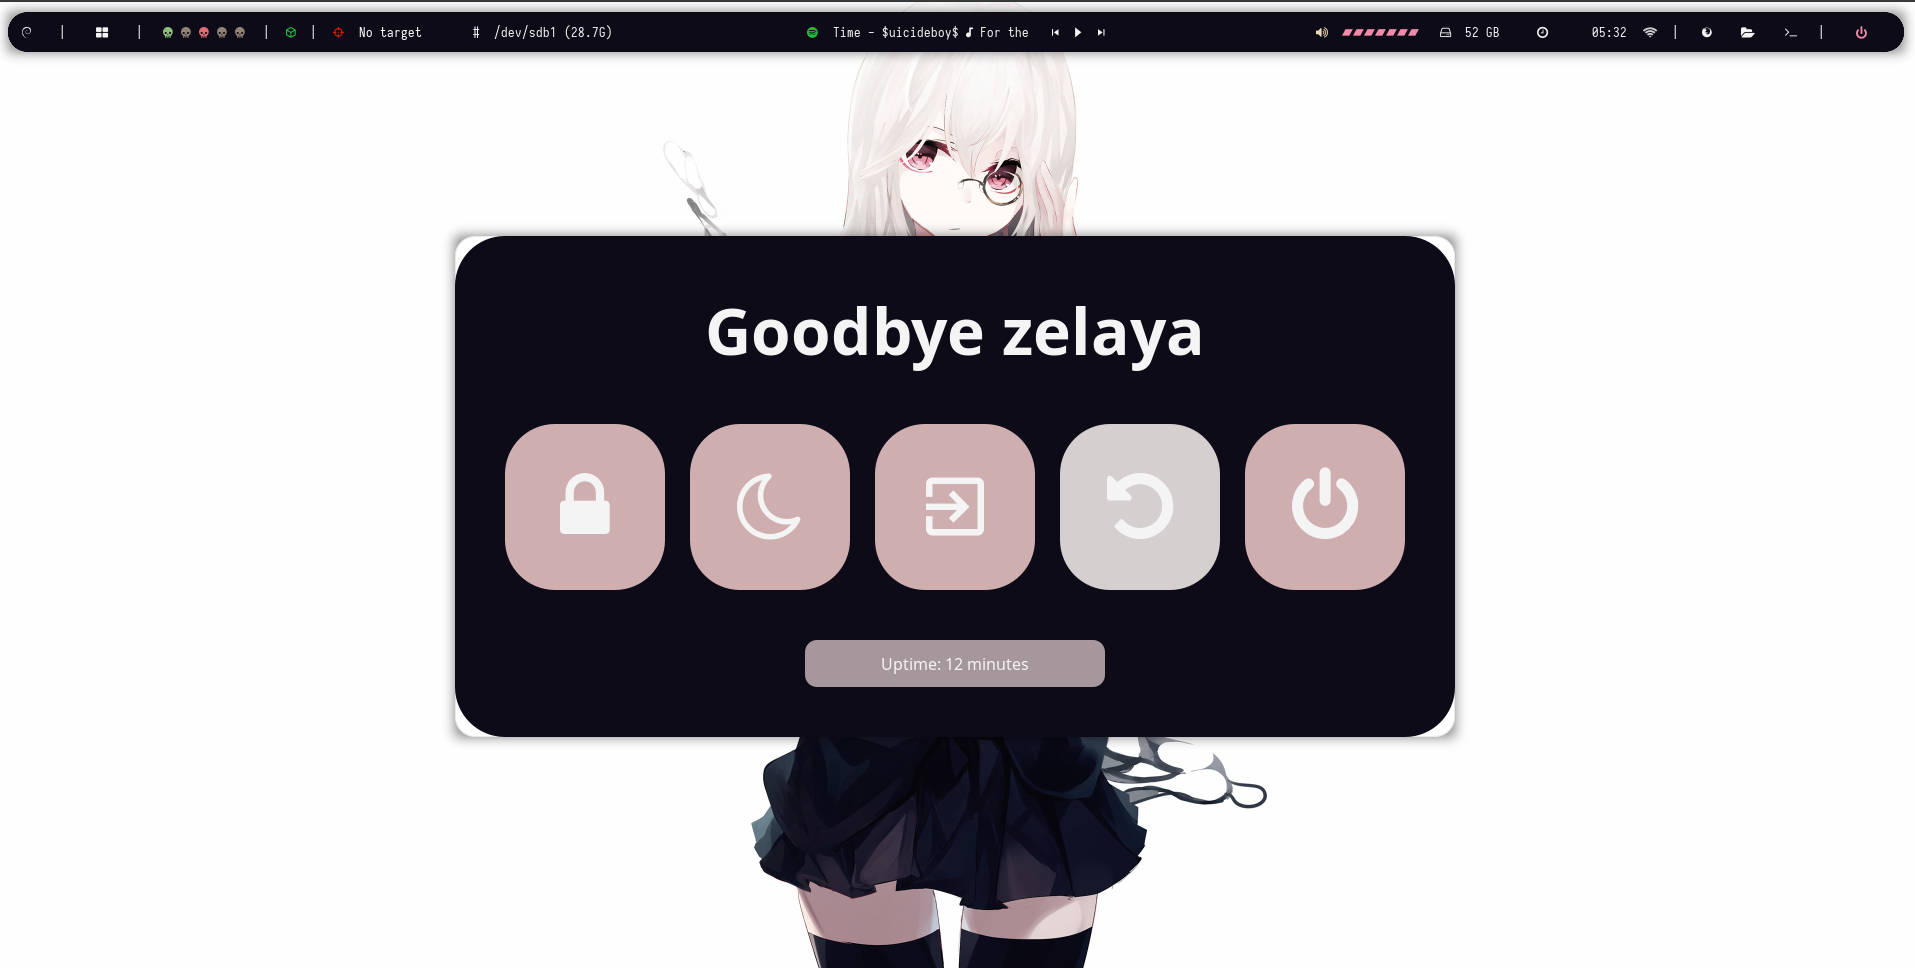 No target # /dev/sdb1 (28.7G) Time - $uicideboy$ ♪ For the 52 GB 05:32
Goodbye zelaya
Uptime: 12 minutes